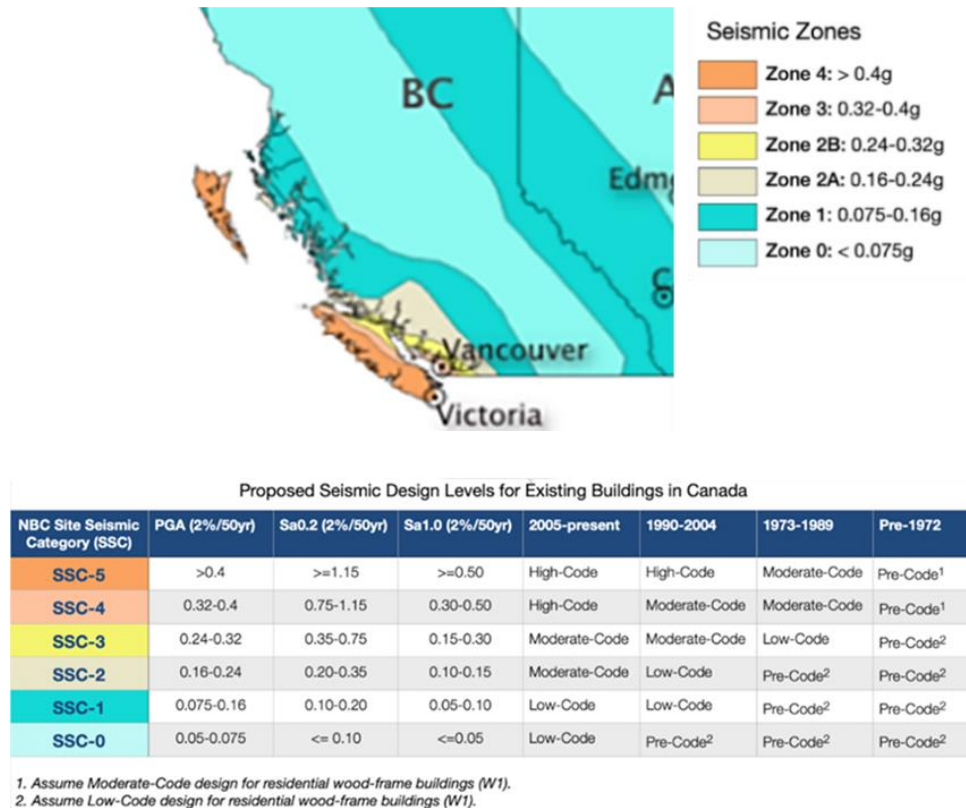 BC
A
Edm
C
Vancouver
Victoria
Seismic Zones
Zone 4: > 0.4g
Zone 3: 0.32-0.4g
Zone 2B: 0.24-0.32g
Zone 2A: 0.16-0.24g
Zone 1: 0.075-0.16g
Zone 0: < 0.075g
Proposed Seismic Design Levels for Existing Buildings in Canada
NBC Site Seismic Category (SSC) PGA (2%/50yr) Sa0.2 (2%/50yr) Sa1.0 (2%/50yr) 2005-present 1990-2004 1973-1989 Pre-1972
SSC-5 >0.4 >=1.15 >=0.50 High-Code High-Code Moderate-Code Pre-Code¹
SSC-4 0.32-0.4 0.75-1.15 0.30-0.50 High-Code Moderate-Code Moderate-Code Pre-Code¹
SSC-3 0.24-0.32 0.35-0.75 0.15-0.30 Moderate-Code Moderate-Code Low-Code Pre-Code²
SSC-2 0.16-0.24 0.20-0.35 0.10-0.15 Moderate-Code Low-Code Pre-Code² Pre-Code²
SSC-1 0.075-0.16 0.10-0.20 0.05-0.10 Low-Code Low-Code Pre-Code² Pre-Code²
SSC-0 0.05-0.075 <= 0.10 <=0.05 Low-Code Pre-Code² Pre-Code² Pre-Code²
1. Assume Moderate-Code design for residential wood-frame buildings (W1).
2. Assume Low-Code design for residential wood-frame buildings (W1).